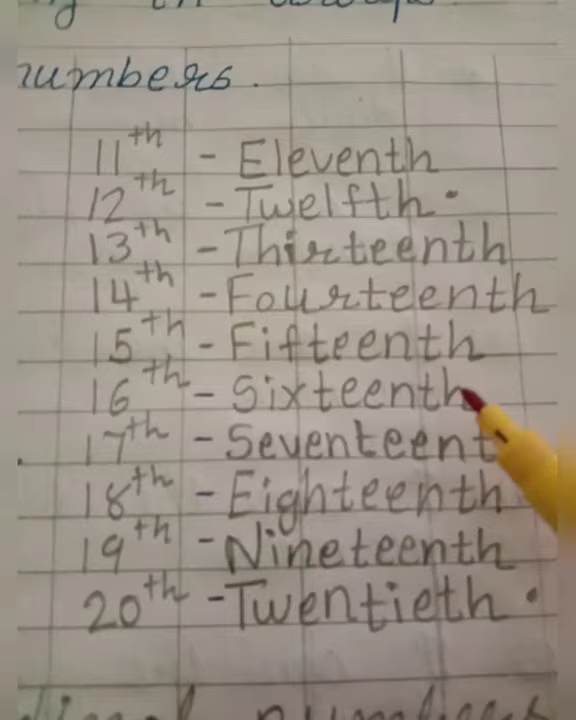 numbers.
11th - Eleventh
12th - Twelfth.
13th - Thirteenth
14th - Fourteenth
15th - Fifteenth
16th - Sixteenth
17th - Seventeent
18th - Eighteenth
19th - Nineteenth
20th - Twentieth.
numbers